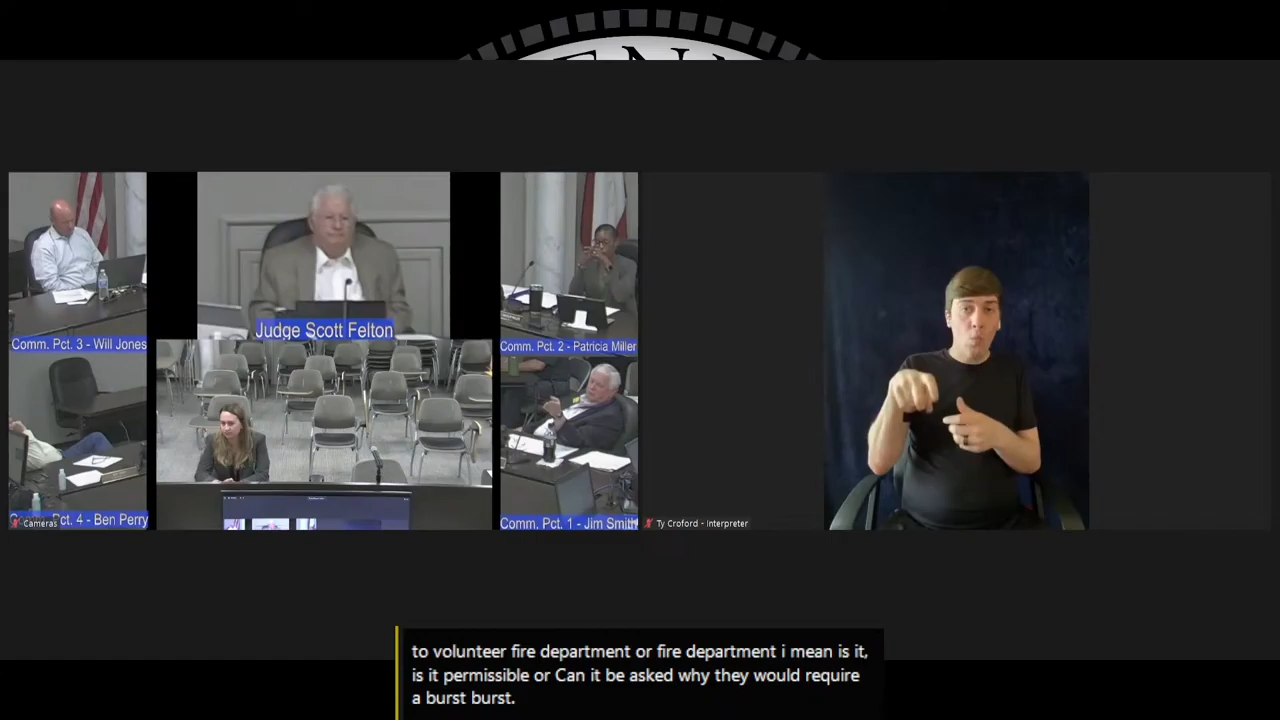 ENN
Comm. Pct. 3 - Will Jones
Judge Scott Felton
Comm. Pct. 2 - Patricia Miller
Cameras
Pct. 4 - Ben Perry
Comm. Pct. 1 - Jim Smith
Ty Croford - Interpreter
to volunteer fire department or fire department i mean is it,
is it permissible or Can it be asked why they would require
a burst burst.